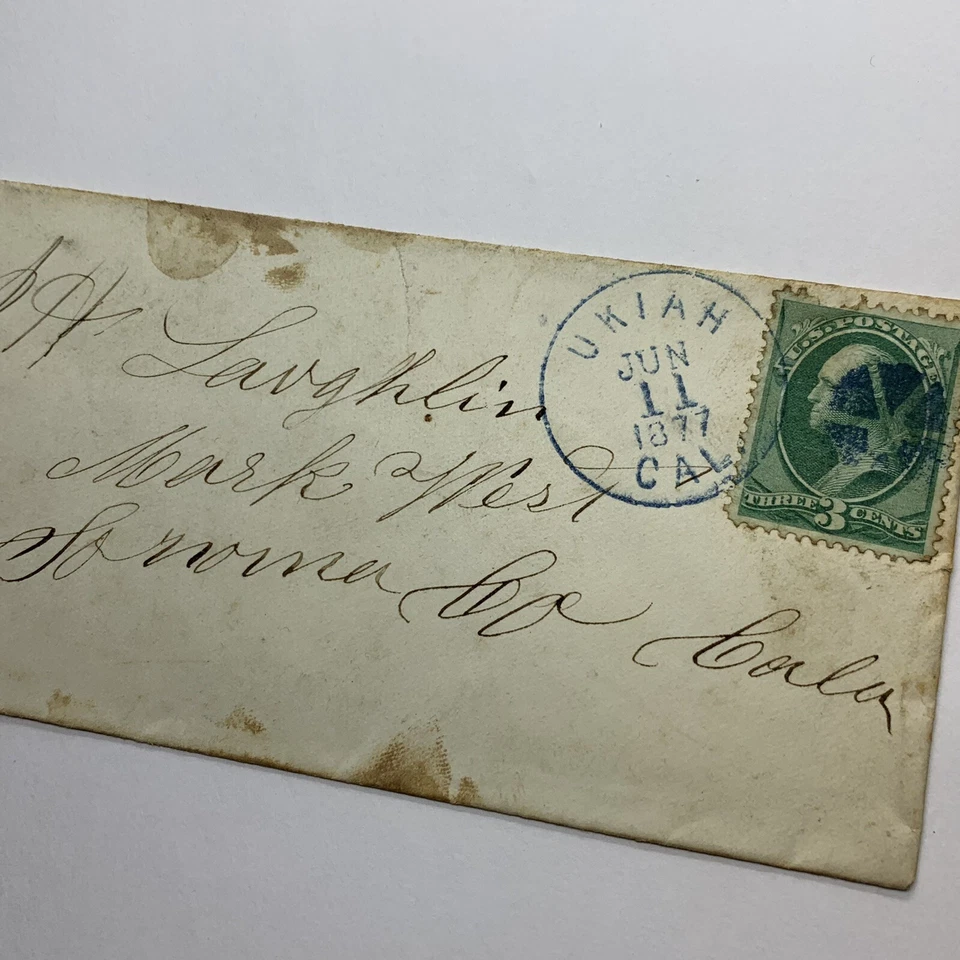 UKIAH
JUN
11
1877
CAL
U.S. POSTAGE
THREE 3 CENTS
H Laughlin
Mark West
Sonoma Co Cala